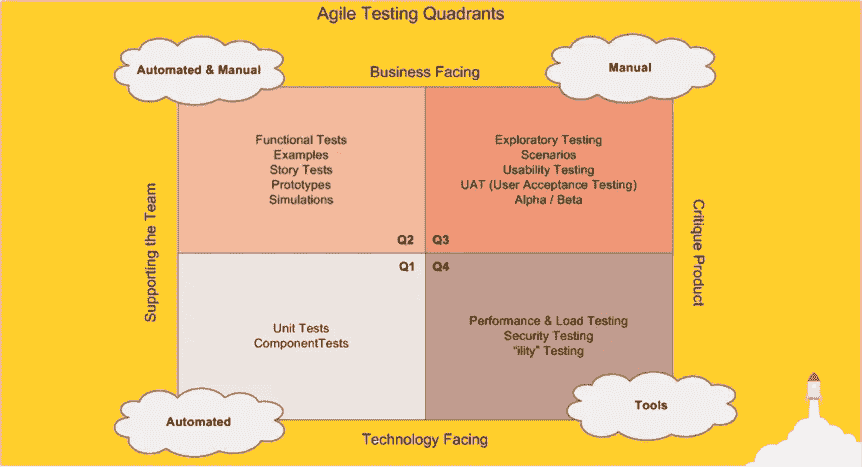 Agile Testing Quadrants
Automated & Manual
Business Facing
Manual
Functional Tests
Examples
Story Tests
Prototypes
Simulations
Q2
Exploratory Testing
Scenarios
Usability Testing
UAT (User Acceptance Testing)
Alpha / Beta
Q3
Supporting the Team
Critique Product
Q1
Unit Tests
ComponentTests
Q4
Performance & Load Testing
Security Testing
“ility” Testing
Automated
Technology Facing
Tools